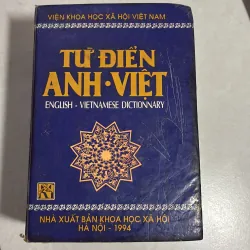 VIỆN KHOA HỌC XÃ HỘI VIỆT NAM
TỪ ĐIỂN
ANH · VIỆT
ENGLISH - VIETNAMESE DICTIONNARY
NHÀ XUẤT BẢN KHOA HỌC XÃ HỘI
HÀ NỘI - 1994